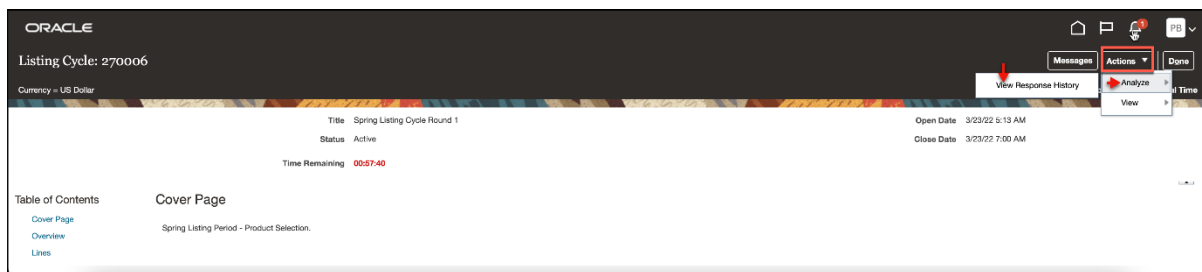 ORACLE
1
PB
Listing Cycle: 270006
Messages
Actions
Done
Currency = US Dollar
View Response History
Analyze
Time
View
Title Spring Listing Cycle Round 1
Open Date 3/23/22 5:13 AM
Status Active
Close Date 3/23/22 7:00 AM
Time Remaining 00:57:40
Table of Contents
Cover Page
Cover Page
Spring Listing Period - Product Selection.
Overview
Lines